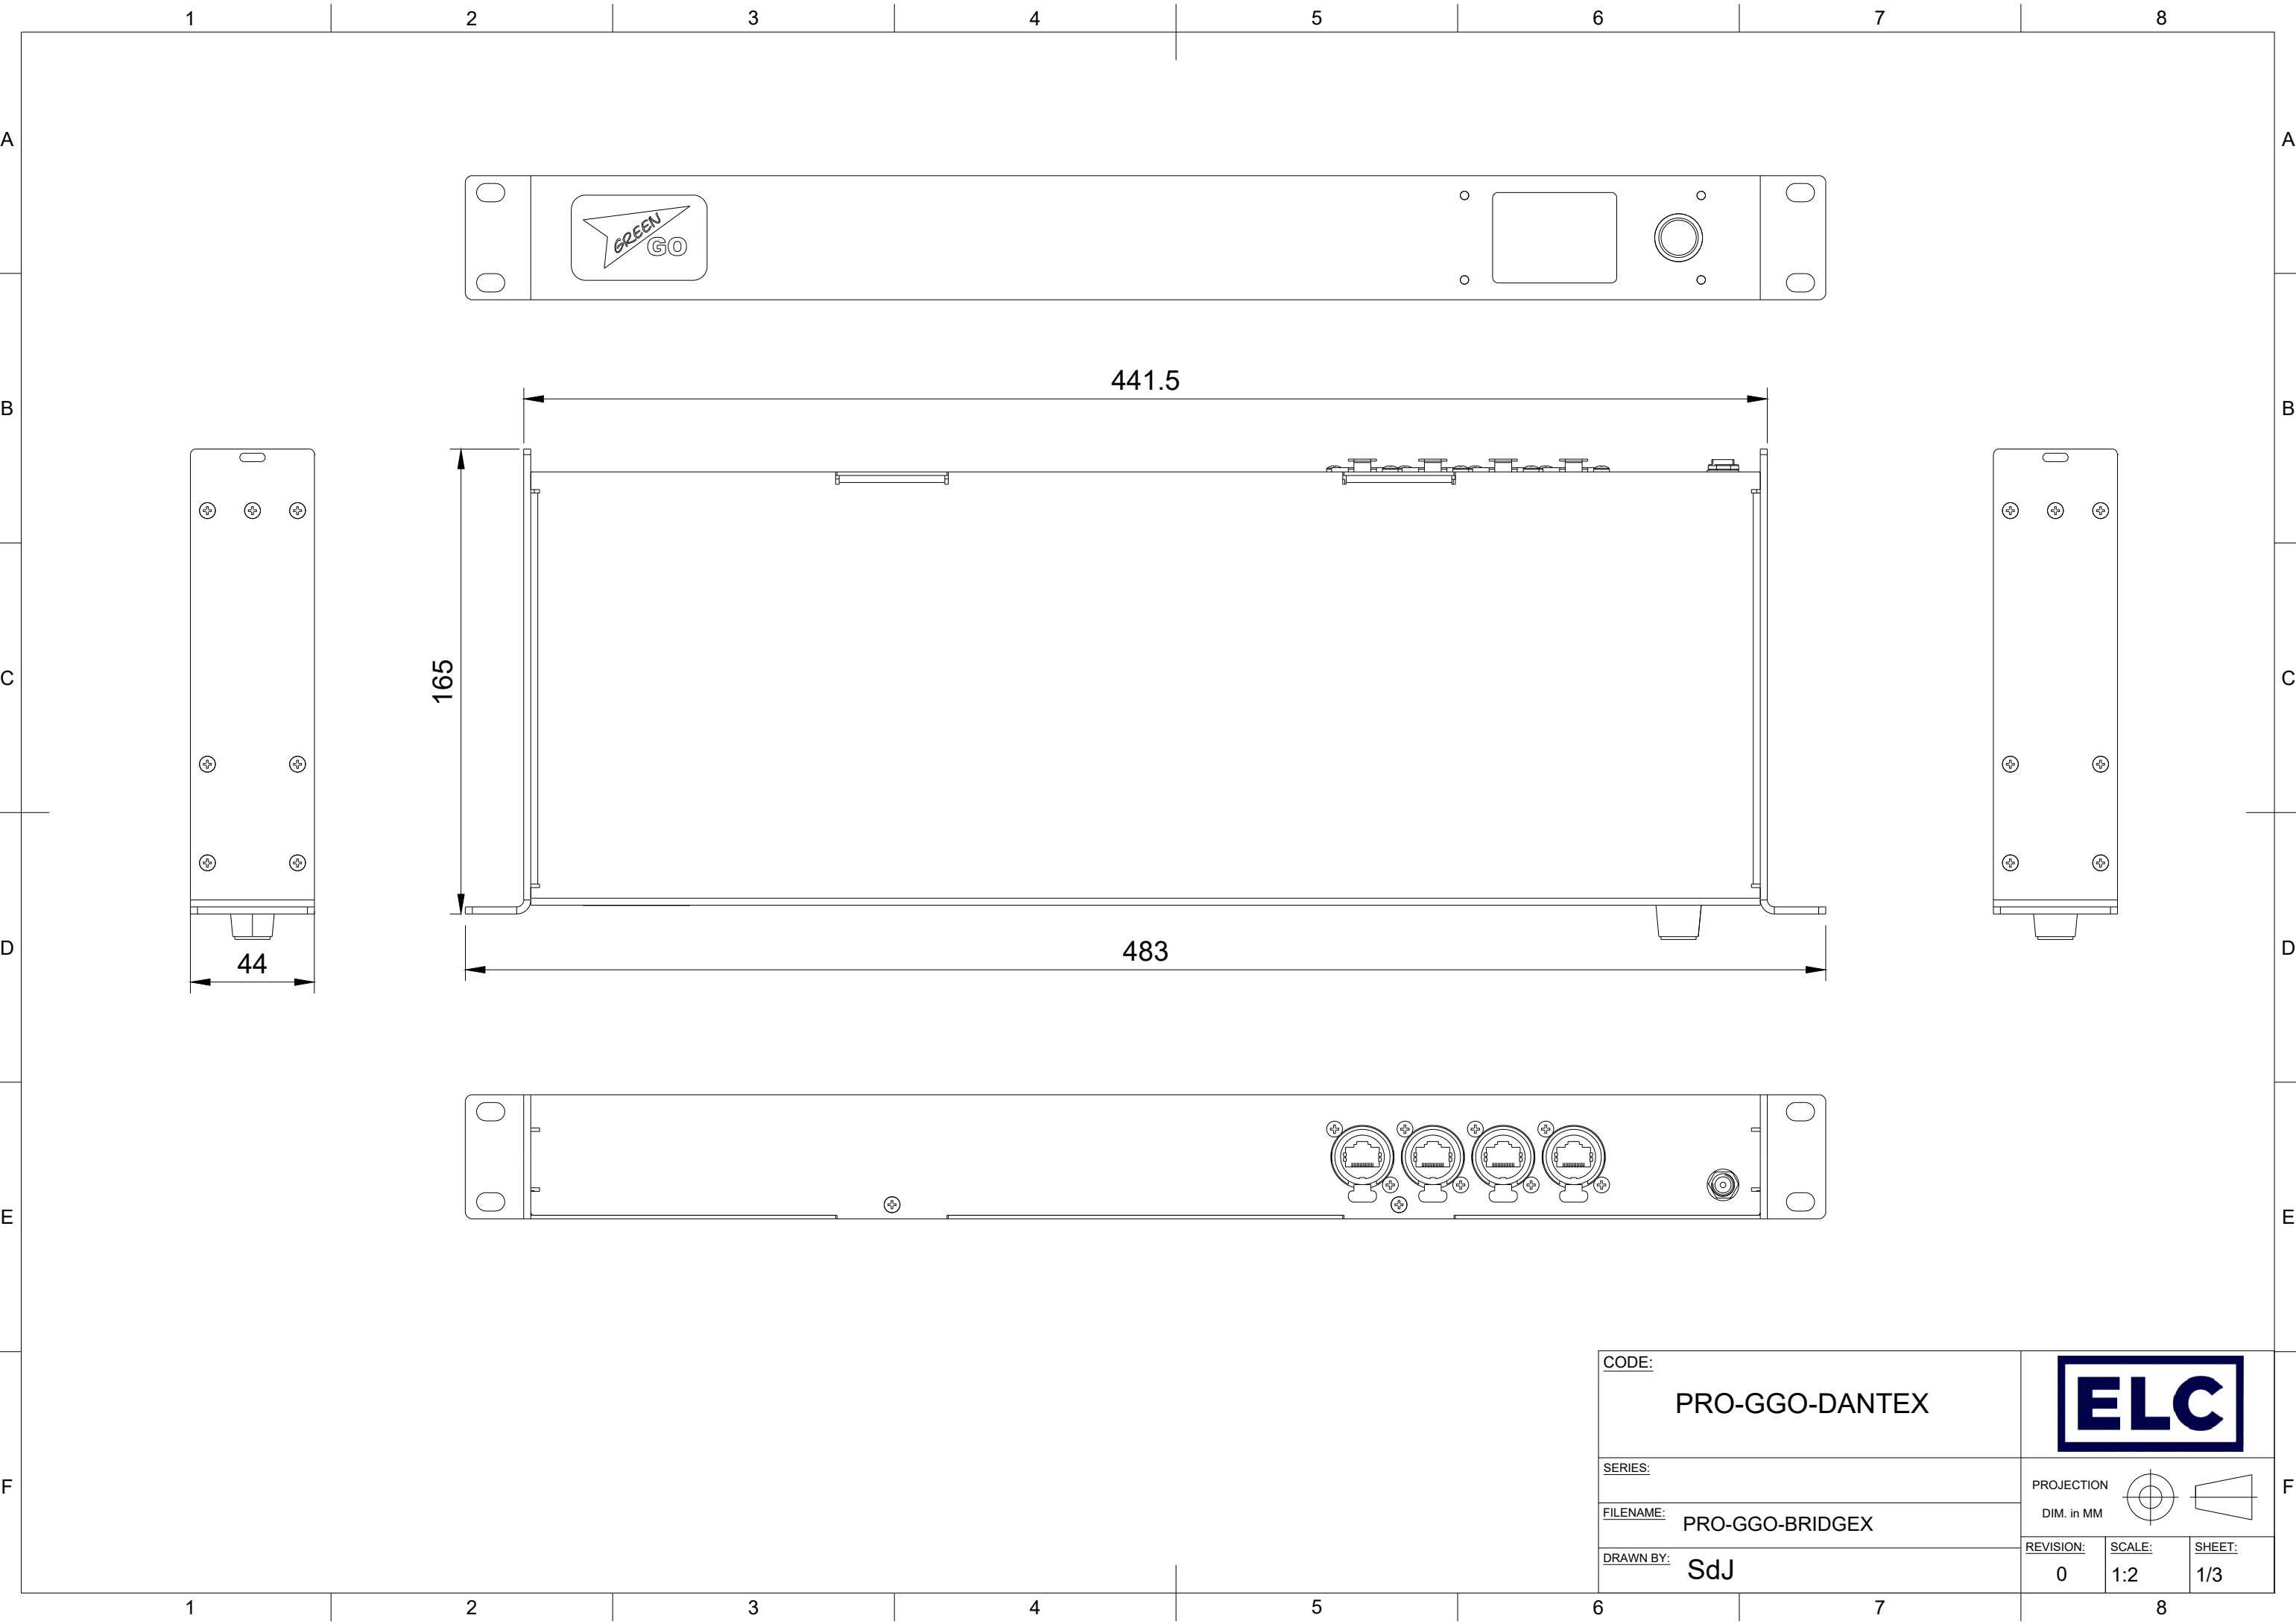 1 2 3 4 5 6 7 8
A A
GREEN
GO
441.5
B B
165
C C
D D
44
483
E E
CODE:
PRO-GGO-DANTEX
ELC
SERIES:
PROJECTION
DIM. in MM
F F
FILENAME: PRO-GGO-BRIDGEX
DRAWN BY: SdJ
REVISION: SCALE: SHEET:
0 1:2 1/3
1 2 3 4 5 6 7 8